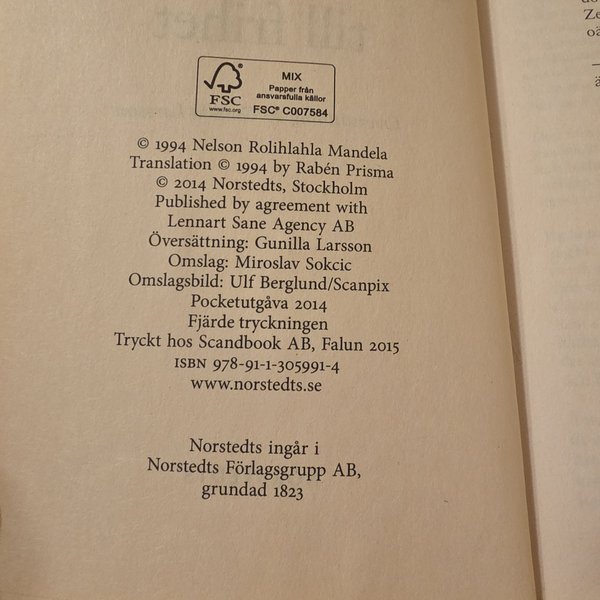 FSC
www.fsc.org
MIX
Papper från
ansvarsfulla källor
FSC® C007584
© 1994 Nelson Rolihlahla Mandela
Translation © 1994 by Rabén Prisma
© 2014 Norstedts, Stockholm
Published by agreement with
Lennart Sane Agency AB
Översättning: Gunilla Larsson
Omslag: Miroslav Sokcic
Omslagsbild: Ulf Berglund/Scanpix
Pocketutgåva 2014
Fjärde tryckningen
Tryckt hos Scandbook AB, Falun 2015
ISBN 978-91-1-305991-4
www.norstedts.se
Norstedts ingår i
Norstedts Förlagsgrupp AB,
grundad 1823